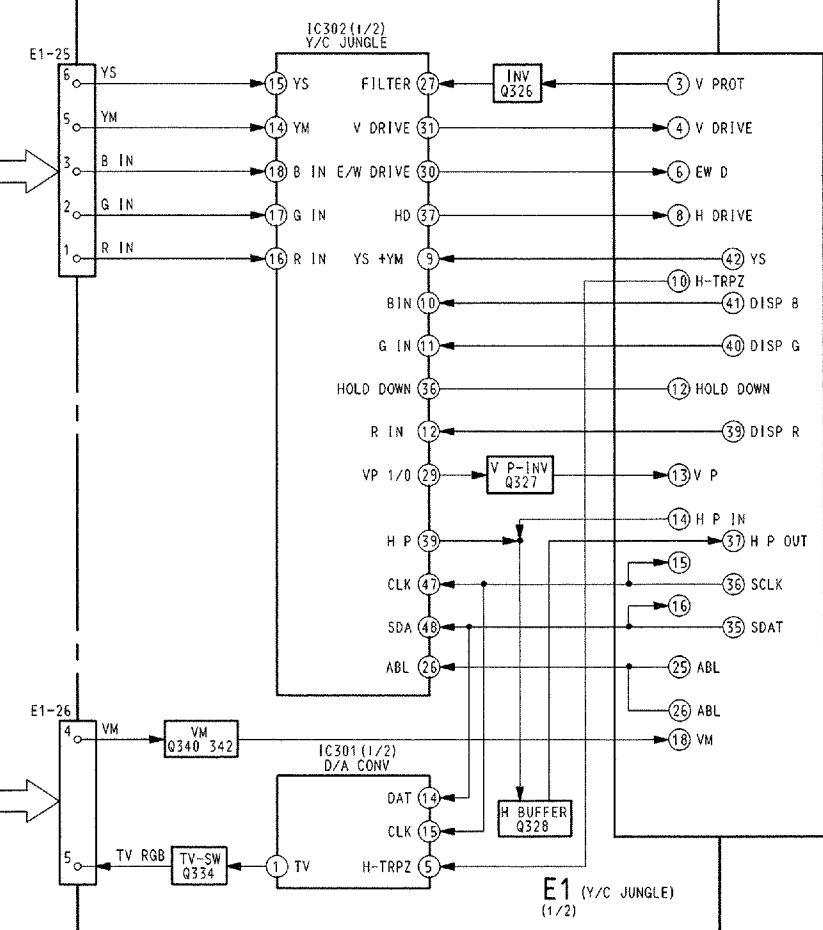 IC302(1/2)
Y/C JUNGLE
E1-25
6 YS
15 YS
FILTER 27
INV
Q326
3 V PROT
5 YM
14 YM
V DRIVE 31
4 V DRIVE
3 B IN
18 B IN
E/W DRIVE 30
6 EW D
2 G IN
17 G IN
HD 37
8 H DRIVE
1 R IN
16 R IN
YS +YM 9
42 YS
10 H-TRPZ
BIN 10
41 DISP B
G IN 11
40 DISP G
HOLD DOWN 36
12 HOLD DOWN
R IN 12
39 DISP R
VP 1/0 29
V P-INV
Q327
13 V P
14 H P IN
H P 39
37 H P OUT
15
CLK 47
36 SCLK
16
SDA 48
35 SDAT
ABL 26
25 ABL
26 ABL
E1-26
4 VM
VM
Q340 342
18 VM
IC301(1/2)
D/A CONV
DAT 14
CLK 15
H BUFFER
Q328
5 TV RGB
TV-SW
Q334
1 TV
H-TRPZ 5
E1 (Y/C JUNGLE)
(1/2)